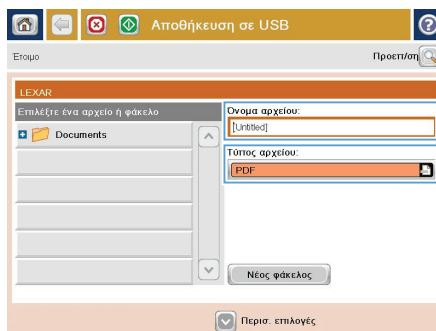 Αποθήκευση σε USB
Έτοιμο
Προεπ/ση
LEXAR
Επιλέξτε ένα αρχείο ή φάκελο
Documents
Όνομα αρχείου:
[Untitled]
Τύπος αρχείου:
PDF
Νέος φάκελος
Περισ. επιλογές